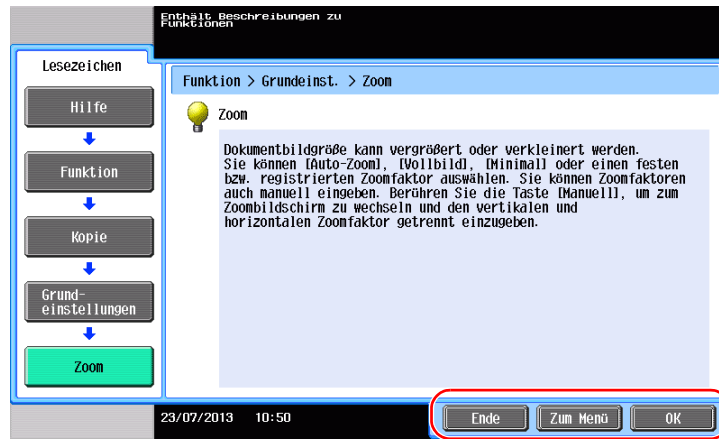 Enthält Beschreibungen zu
Funktionen
Lesezeichen
Hilfe
Funktion
Kopie
Grund-
einstellungen
Zoom
Funktion > Grundeinst. > Zoom
Zoom
Dokumentbildgröße kann vergrößert oder verkleinert werden.
Sie können [Auto-Zoom], [Vollbild], [Minimal] oder einen festen
bzw. registrierten Zoomfaktor auswählen. Sie können Zoomfaktoren
auch manuell eingeben. Berühren Sie die Taste [Manuell], um zum
Zoombildschirm zu wechseln und den vertikalen und
horizontalen Zoomfaktor getrennt einzugeben.
23/07/2013 10:50
Ende
Zum Menü
OK